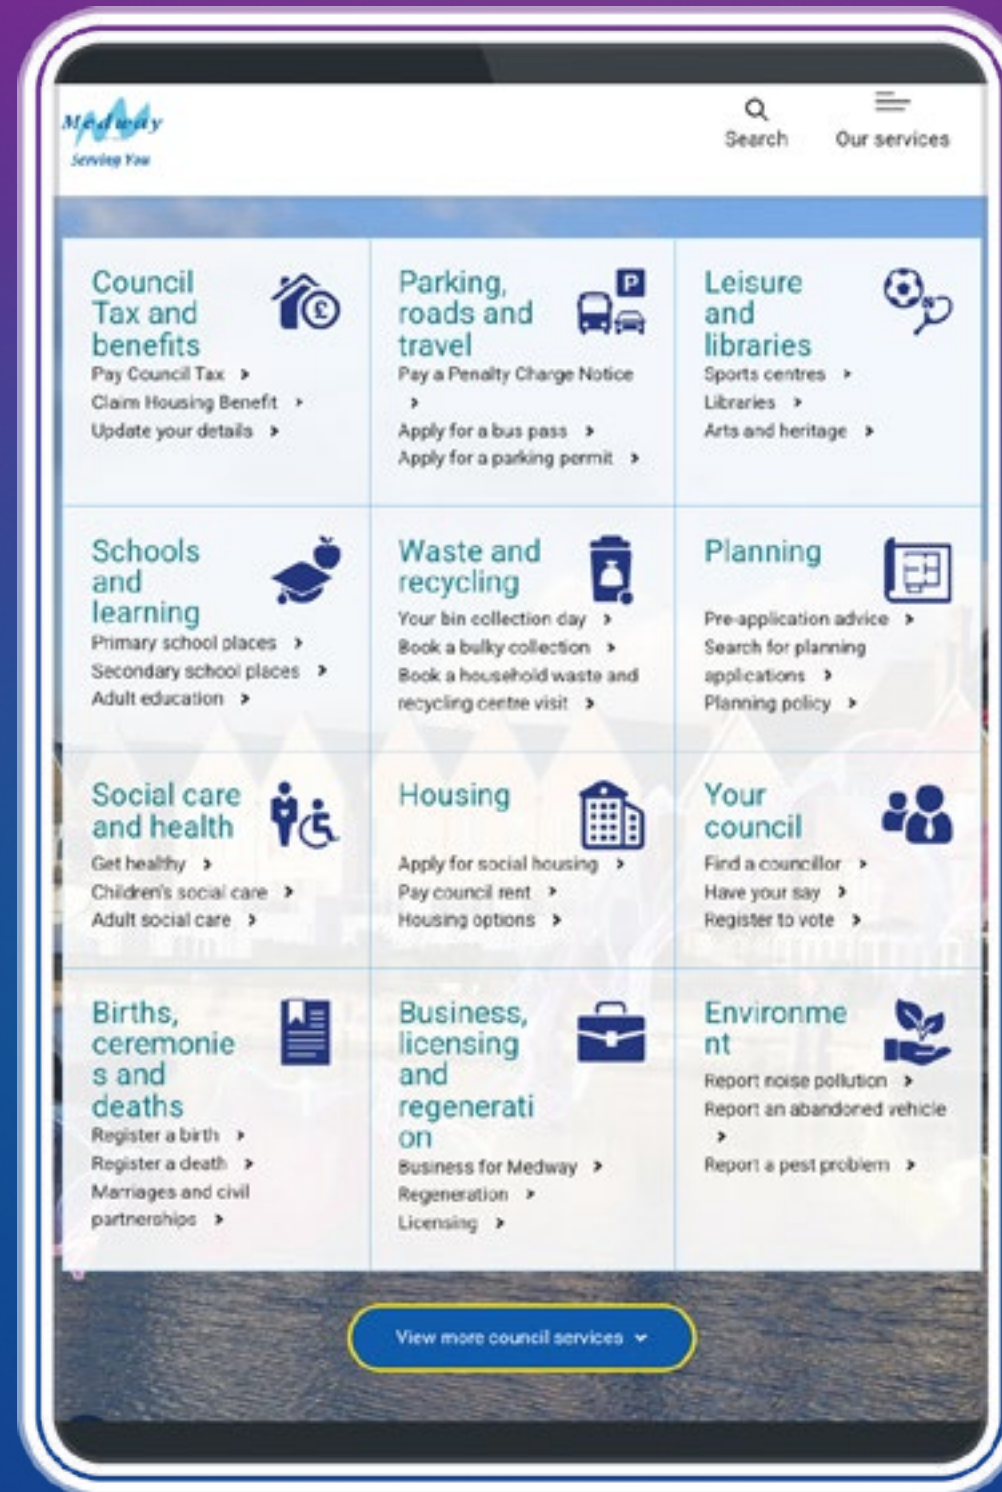 Medway
Serving You
Search
Our services
Council
Tax and
benefits
Pay Council Tax
Claim Housing Benefit
Update your details
P
Parking,
roads and
travel
Pay a Penalty Charge Notice
Apply for a bus pass
Apply for a parking permit
Leisure
and
libraries
Sports centres
Libraries
Arts and heritage
Schools
and
learning
Primary school places
Secondary school places
Adult education
Waste and
recycling
Your bin collection day
Book a bulky collection
Book a household waste and
recycling centre visit
Planning
Pre-application advice
Search for planning
applications
Planning policy
Social care
and health
Get healthy
Children's social care
Adult social care
Housing
Apply for social housing
Pay council rent
Housing options
Your
council
Find a councillor
Have your say
Register to vote
Births,
ceremonie
s and
deaths
Register a birth
Register a death
Marriages and civil
partnerships
Business,
licensing
and
regenerati
on
Business for Medway
Regeneration
Licensing
Environme
nt
Report noise pollution
Report an abandoned vehicle
Report a pest problem
View more council services